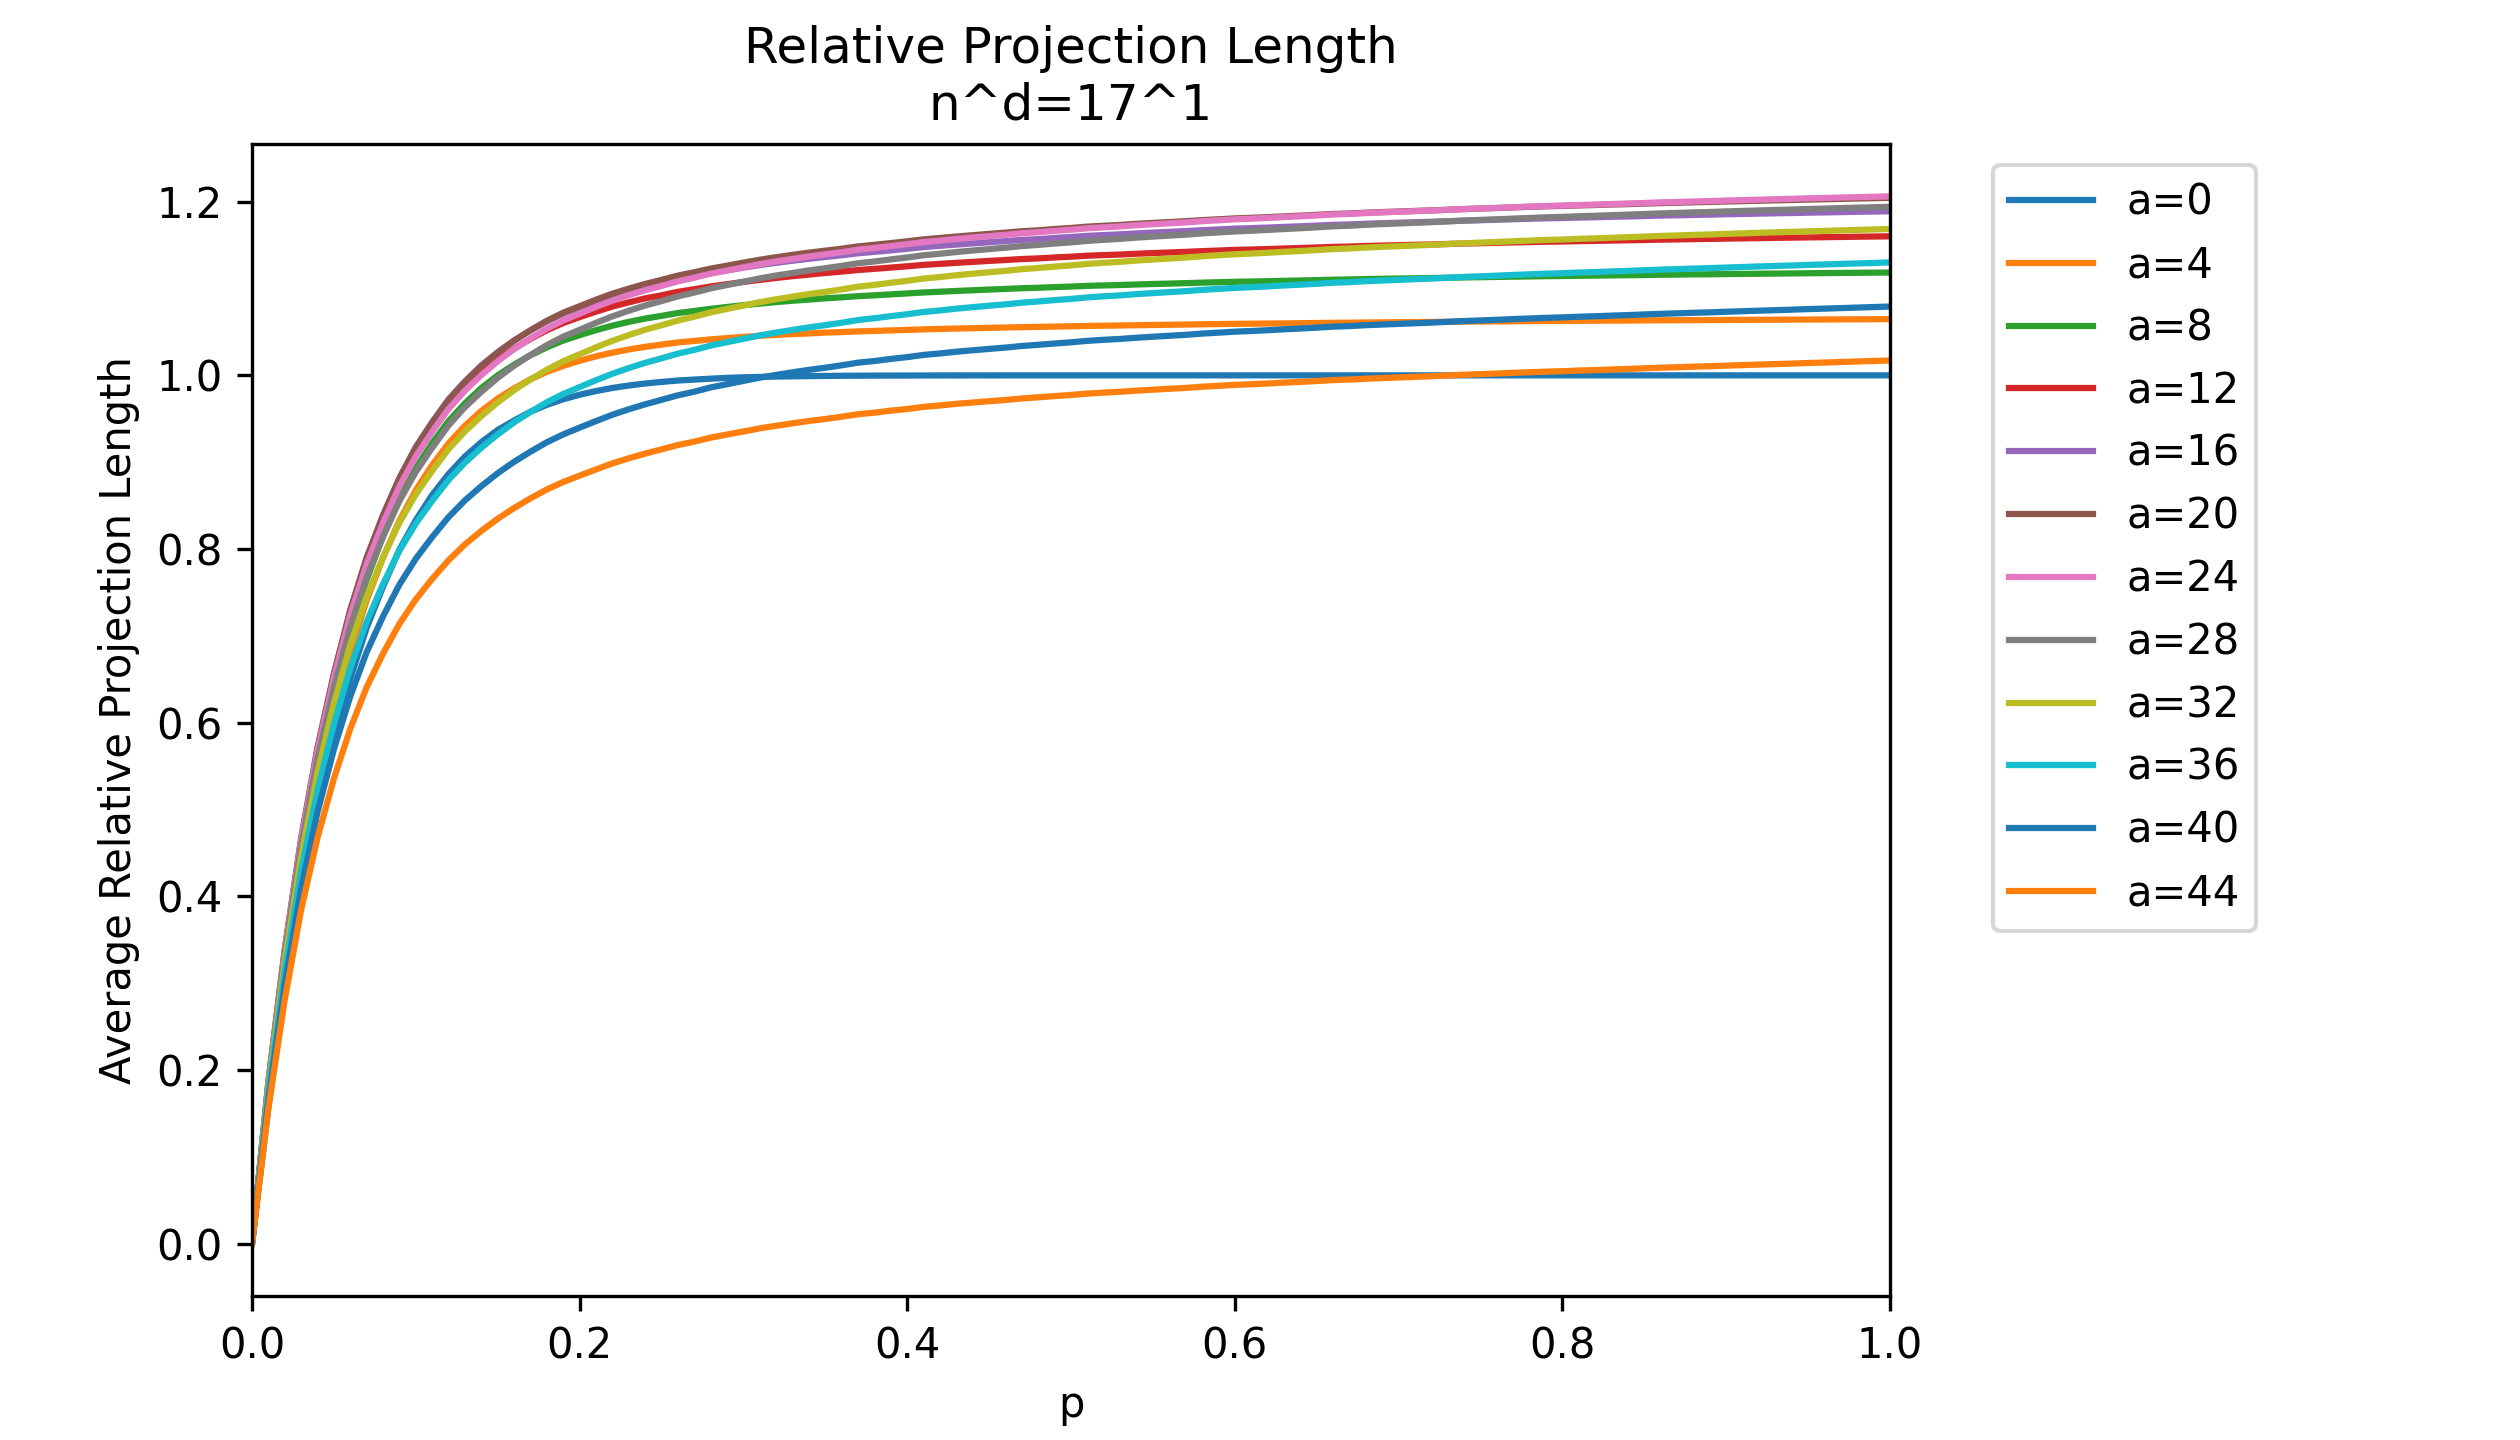 Relative Projection Length
n^d=17^1
Average Relative Projection Length
1.2
1.0
0.8
0.6
0.4
0.2
0.0
0.0
0.2
0.4
0.6
0.8
1.0
p
a=0
a=4
a=8
a=12
a=16
a=20
a=24
a=28
a=32
a=36
a=40
a=44